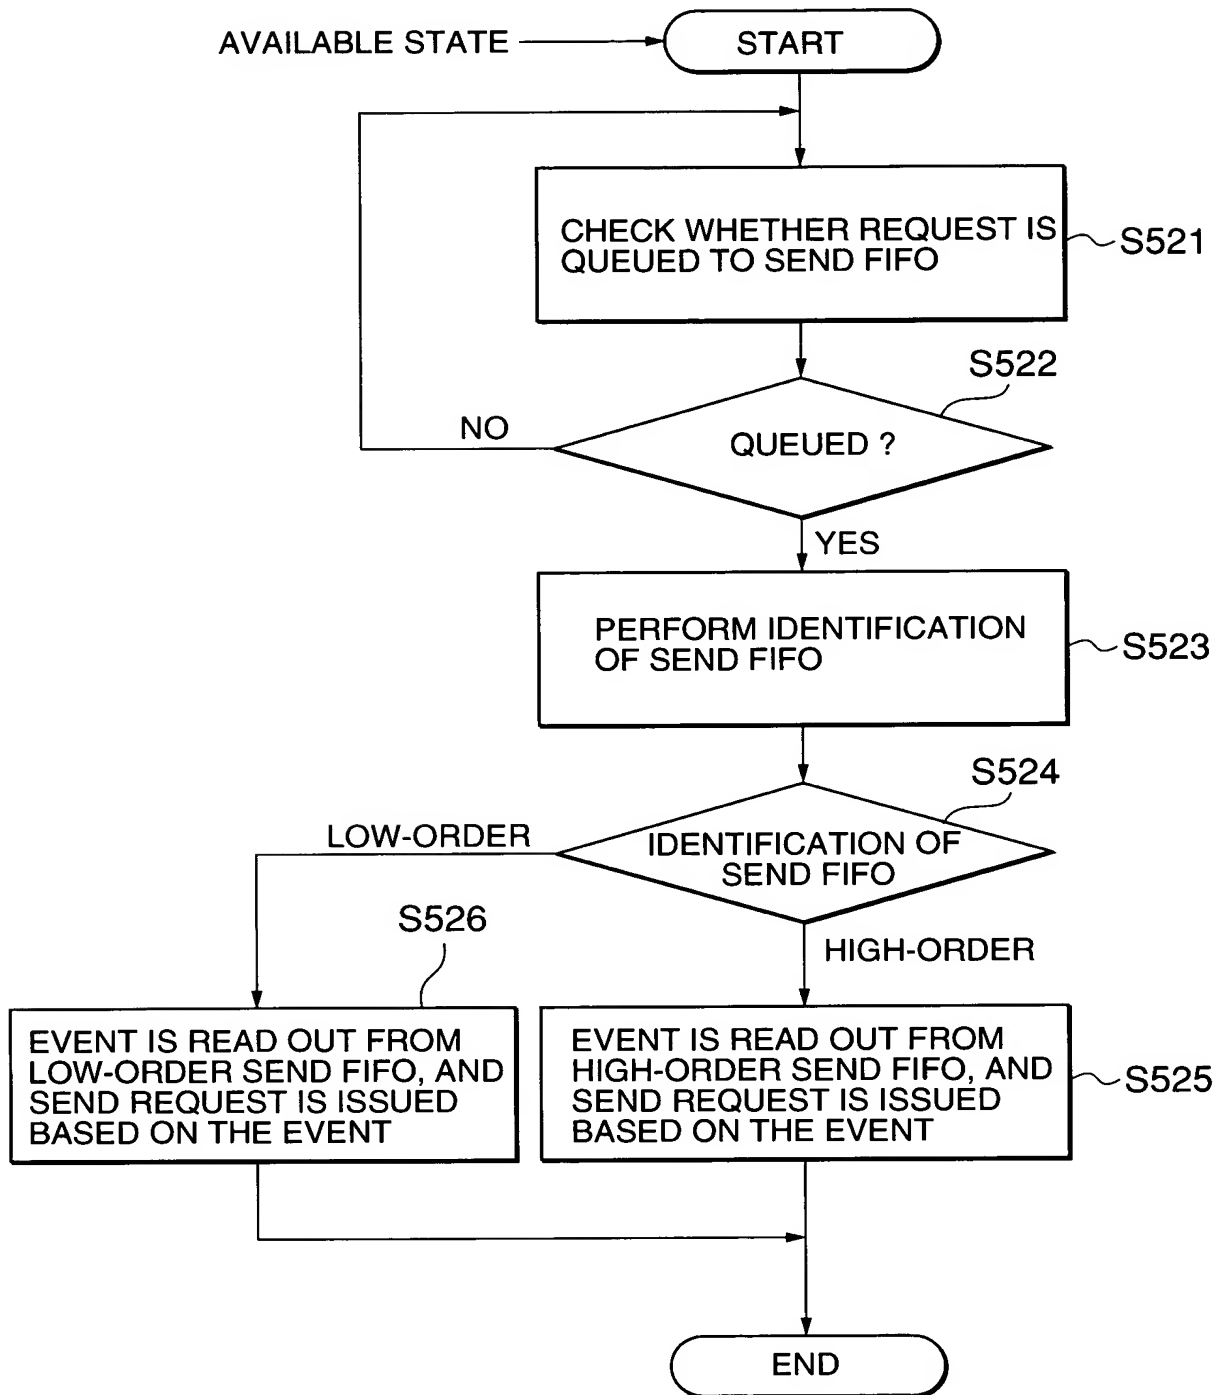 AVAILABLE STATE
START
CHECK WHETHER REQUEST IS
QUEUED TO SEND FIFO
S521
S522
QUEUED ?
NO
YES
PERFORM IDENTIFICATION
OF SEND FIFO
S523
S524
IDENTIFICATION OF
SEND FIFO
LOW-ORDER
HIGH-ORDER
S526
EVENT IS READ OUT FROM
LOW-ORDER SEND FIFO, AND
SEND REQUEST IS ISSUED
BASED ON THE EVENT
EVENT IS READ OUT FROM
HIGH-ORDER SEND FIFO, AND
SEND REQUEST IS ISSUED
BASED ON THE EVENT
S525
END